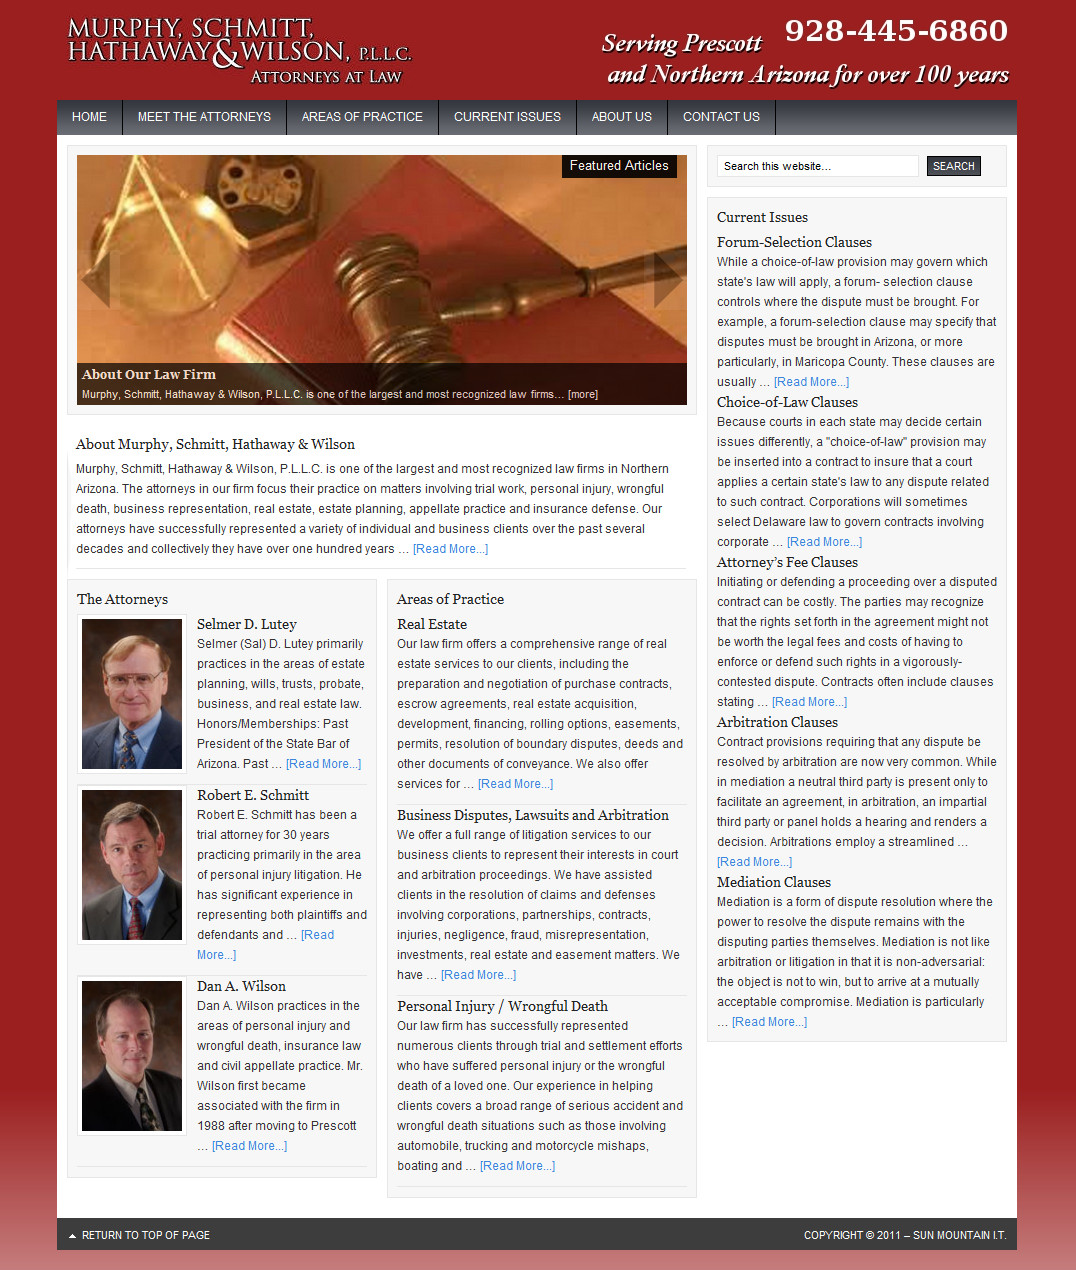 MURPHY, SCHMITT,
HATHAWAY & WILSON, P.L.L.C.
ATTORNEYS AT LAW
928-445-6860
Serving Prescott
and Northern Arizona for over 100 years
HOME
MEET THE ATTORNEYS
AREAS OF PRACTICE
CURRENT ISSUES
ABOUT US
CONTACT US
Featured Articles
About Our Law Firm
Murphy, Schmitt, Hathaway & Wilson, P.L.L.C. is one of the largest and most recognized law firms... [more]
About Murphy, Schmitt, Hathaway & Wilson
Murphy, Schmitt, Hathaway & Wilson, P.L.L.C. is one of the largest and most recognized law firms in Northern
Arizona. The attorneys in our firm focus their practice on matters involving trial work, personal injury, wrongful
death, business representation, real estate, estate planning, appellate practice and insurance defense. Our
attorneys have successfully represented a variety of individual and business clients over the past several
decades and collectively they have over one hundred years ... [Read More...]
The Attorneys
Selmer D. Lutey
Selmer (Sal) D. Lutey primarily
practices in the areas of estate
planning, wills, trusts, probate,
business, and real estate law.
Honors/Memberships: Past
President of the State Bar of
Arizona. Past ... [Read More...]
Robert E. Schmitt
Robert E. Schmitt has been a
trial attorney for 30 years
practicing primarily in the area
of personal injury litigation. He
has significant experience in
representing both plaintiffs and
defendants and ... [Read
More...]
Dan A. Wilson
Dan A. Wilson practices in the
areas of personal injury and
wrongful death, insurance law
and civil appellate practice. Mr.
Wilson first became
associated with the firm in
1988 after moving to Prescott
... [Read More...]
Areas of Practice
Real Estate
Our law firm offers a comprehensive range of real
estate services to our clients, including the
preparation and negotiation of purchase contracts,
escrow agreements, real estate acquisition,
development, financing, rolling options, easements,
permits, resolution of boundary disputes, deeds and
other documents of conveyance. We also offer
services for ... [Read More...]
Business Disputes, Lawsuits and Arbitration
We offer a full range of litigation services to our
business clients to represent their interests in court
and arbitration proceedings. We have assisted
clients in the resolution of claims and defenses
involving corporations, partnerships, contracts,
injuries, negligence, fraud, misrepresentation,
investments, real estate and easement matters. We
have ... [Read More...]
Personal Injury / Wrongful Death
Our law firm has successfully represented
numerous clients through trial and settlement efforts
who have suffered personal injury or the wrongful
death of a loved one. Our experience in helping
clients covers a broad range of serious accident and
wrongful death situations such as those involving
automobile, trucking and motorcycle mishaps,
boating and ... [Read More...]
Search this website...
SEARCH
Current Issues
Forum-Selection Clauses
While a choice-of-law provision may govern which
state's law will apply, a forum- selection clause
controls where the dispute must be brought. For
example, a forum-selection clause may specify that
disputes must be brought in Arizona, or more
particularly, in Maricopa County. These clauses are
usually ... [Read More...]
Choice-of-Law Clauses
Because courts in each state may decide certain
issues differently, a "choice-of-law" provision may
be inserted into a contract to insure that a court
applies a certain state's law to any dispute related
to such contract. Corporations will sometimes
select Delaware law to govern contracts involving
corporate ... [Read More...]
Attorney's Fee Clauses
Initiating or defending a proceeding over a disputed
contract can be costly. The parties may recognize
that the rights set forth in the agreement might not
be worth the legal fees and costs of having to
enforce or defend such rights in a vigorously-
contested dispute. Contracts often include clauses
stating ... [Read More...]
Arbitration Clauses
Contract provisions requiring that any dispute be
resolved by arbitration are now very common. While
in mediation a neutral third party is present only to
facilitate an agreement, in arbitration, an impartial
third party or panel holds a hearing and renders a
decision. Arbitrations employ a streamlined ...
[Read More...]
Mediation Clauses
Mediation is a form of dispute resolution where the
power to resolve the dispute remains with the
disputing parties themselves. Mediation is not like
arbitration or litigation in that it is non-adversarial:
the object is not to win, but to arrive at a mutually
acceptable compromise. Mediation is particularly
... [Read More...]
RETURN TO TOP OF PAGE
COPYRIGHT © 2011 – SUN MOUNTAIN I.T.